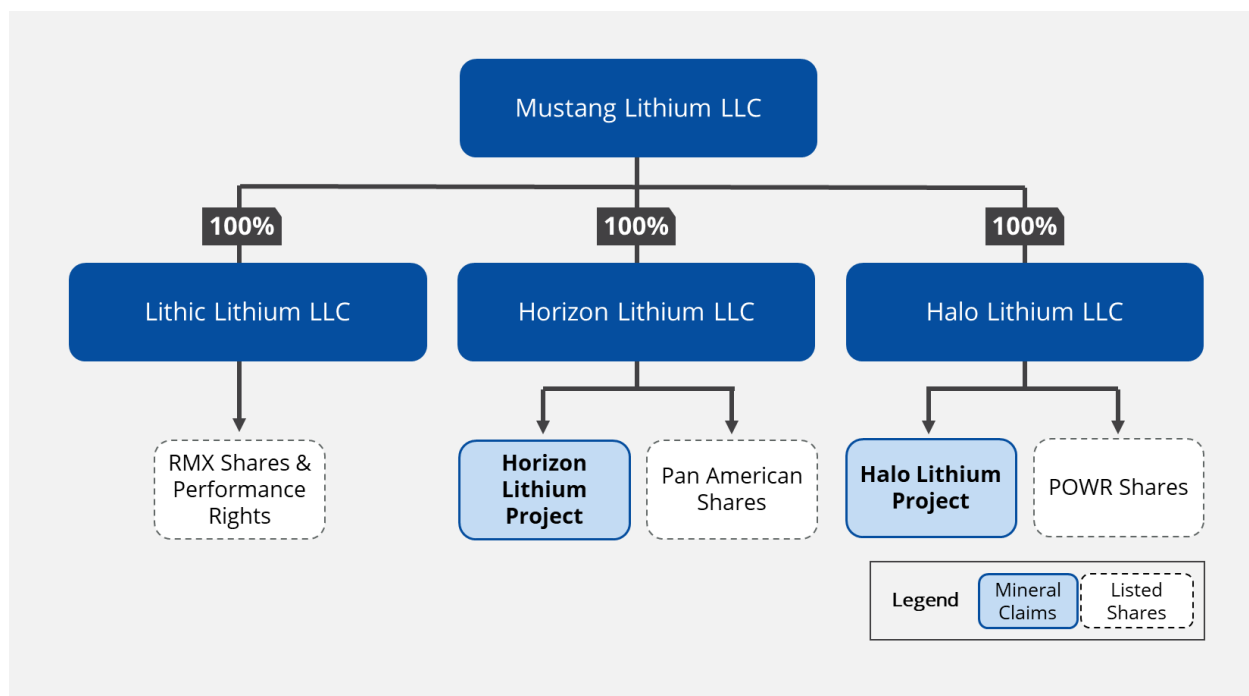 Mustang Lithium LLC
100%
100%
100%
Lithic Lithium LLC
Horizon Lithium LLC
Halo Lithium LLC
RMX Shares &
Performance
Rights
Horizon
Lithium
Project
Pan American
Shares
Halo Lithium
Project
POWR Shares
Legend
Mineral
Claims
Listed
Shares